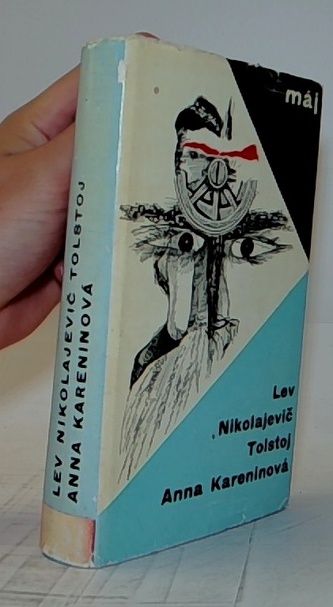 LEV NIKOLAJEVIČ TOLSTOJ
ANNA KARENINOVÁ
máj
Lev
Nikolajevič
Tolstoj
Anna Kareninová